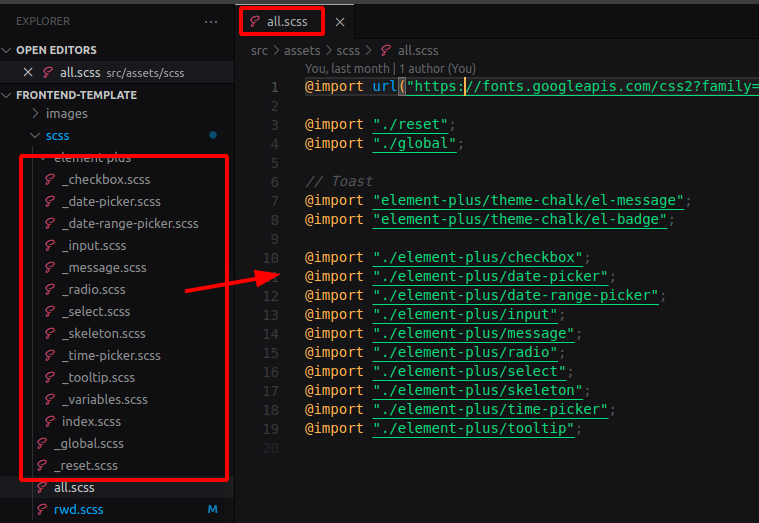 EXPLORER
...
OPEN EDITORS
all.scss src/assets/scss
FRONTEND-TEMPLATE
images
scss
element-plus
_checkbox.scss
_date-picker.scss
_date-range-picker.scss
_input.scss
_message.scss
_radio.scss
_select.scss
_skeleton.scss
_time-picker.scss
_tooltip.scss
_variables.scss
index.scss
_global.scss
_reset.scss
all.scss
rwd.scss M
all.scss
src > assets > scss > all.scss
You, last month | 1 author (You)
1 @import url("https://fonts.googleapis.com/css2?family=
2
3 @import "./reset";
4 @import "./global";
5
6 // Toast
7 @import "element-plus/theme-chalk/el-message";
8 @import "element-plus/theme-chalk/el-badge";
9
10 @import "./element-plus/checkbox";
11 @import "./element-plus/date-picker";
12 @import "./element-plus/date-range-picker";
13 @import "./element-plus/input";
14 @import "./element-plus/message";
15 @import "./element-plus/radio";
16 @import "./element-plus/select";
17 @import "./element-plus/skeleton";
18 @import "./element-plus/time-picker";
19 @import "./element-plus/tooltip";
20